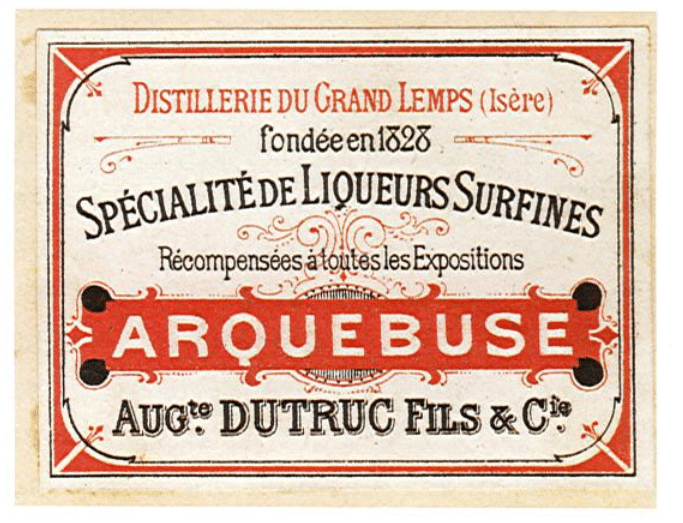 DISTILLERIE DU GRAND LEMPS (Isère)
fondée en 1828
SPÉCIALITÉ DE LIQUEURS SURFINES
Récompensées à toutes les Expositions
ARQUEBUSE
AUGte DUTRUC FILS & Cie